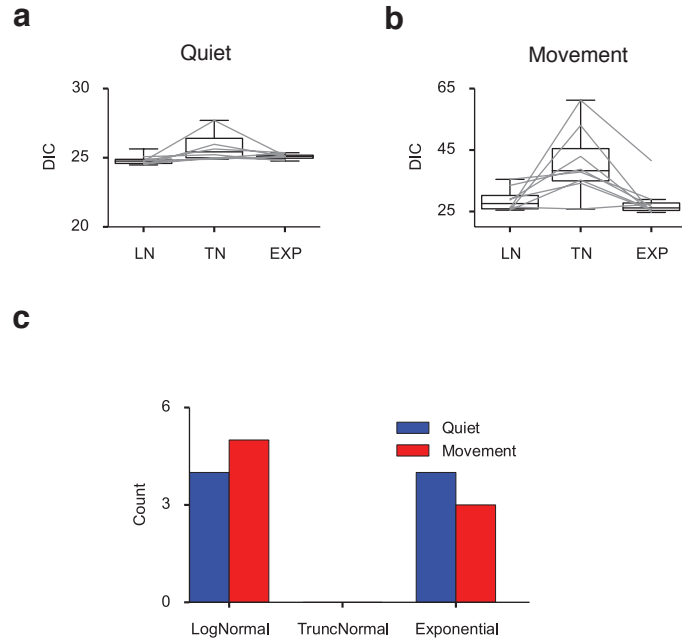 a
b
Quiet
Movement
30
25
20
DIC
LN TN EXP
65
45
25
DIC
LN TN EXP
c
6
3
0
Count
Quiet
Movement
LogNormal TruncNormal Exponential